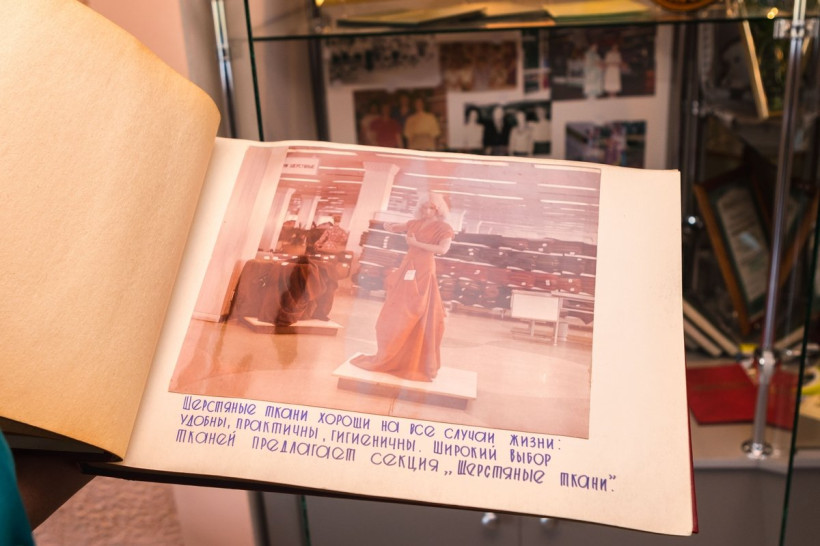 Шерстяные ткани хороши на все случаи жизни:
удобны, практичны, гигиеничны. Широкий выбор
тканей предлагает секция „Шерстяные ткани".